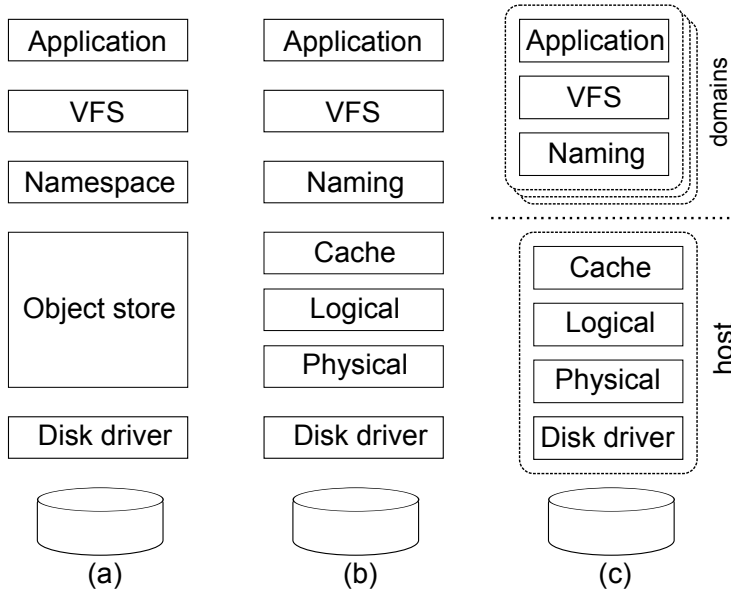 Application
VFS
Namespace
Object store
Disk driver
(a)
Application
VFS
Naming
Cache
Logical
Physical
Disk driver
(b)
Application
VFS
Naming
domains
Cache
Logical
Physical
Disk driver
host
(c)